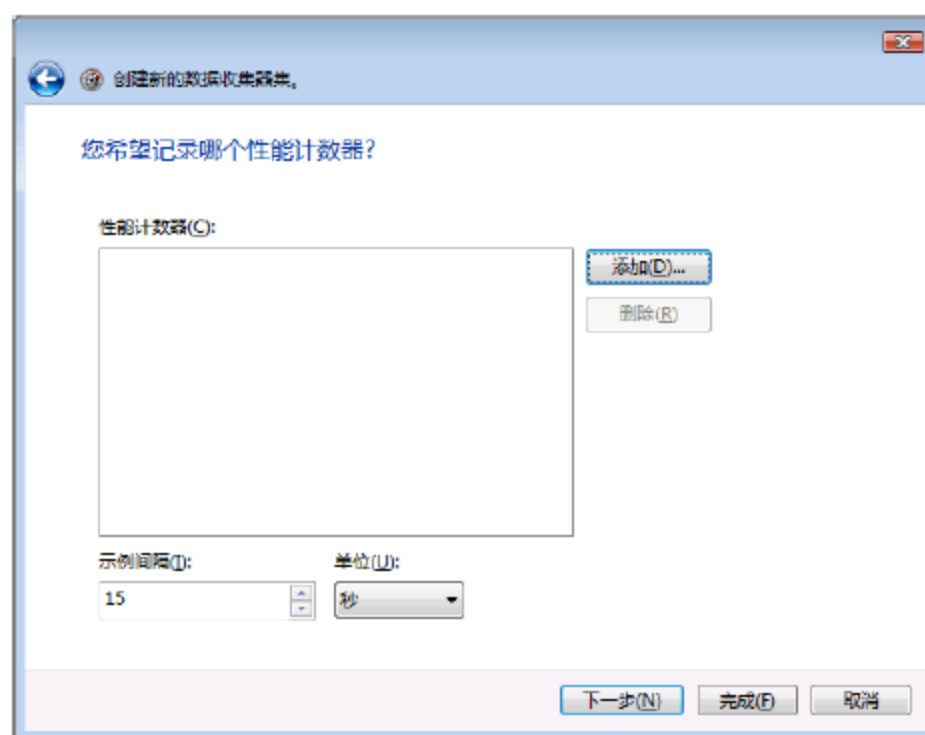 创建新的数据收集器集。
您希望记录哪个性能计数器?
性能计数器(C):
添加(D)...
删除(R)
示例间隔(I):
单位(U):
15
秒
下一步(N)
完成(F)
取消